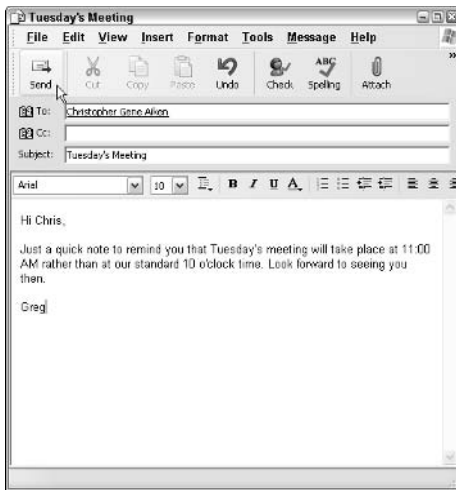 Tuesday's Meeting
File Edit View Insert Format Tools Message Help
Send Cut Copy Paste Undo Check Spelling Attach
To: Christopher Gene Aiken
Cc:
Subject: Tuesday's Meeting
Arial 10 B I U A
Hi Chris,
Just a quick note to remind you that Tuesday's meeting will take place at 11:00
AM rather than at our standard 10 o'clock time. Look forward to seeing you
then.
Greg